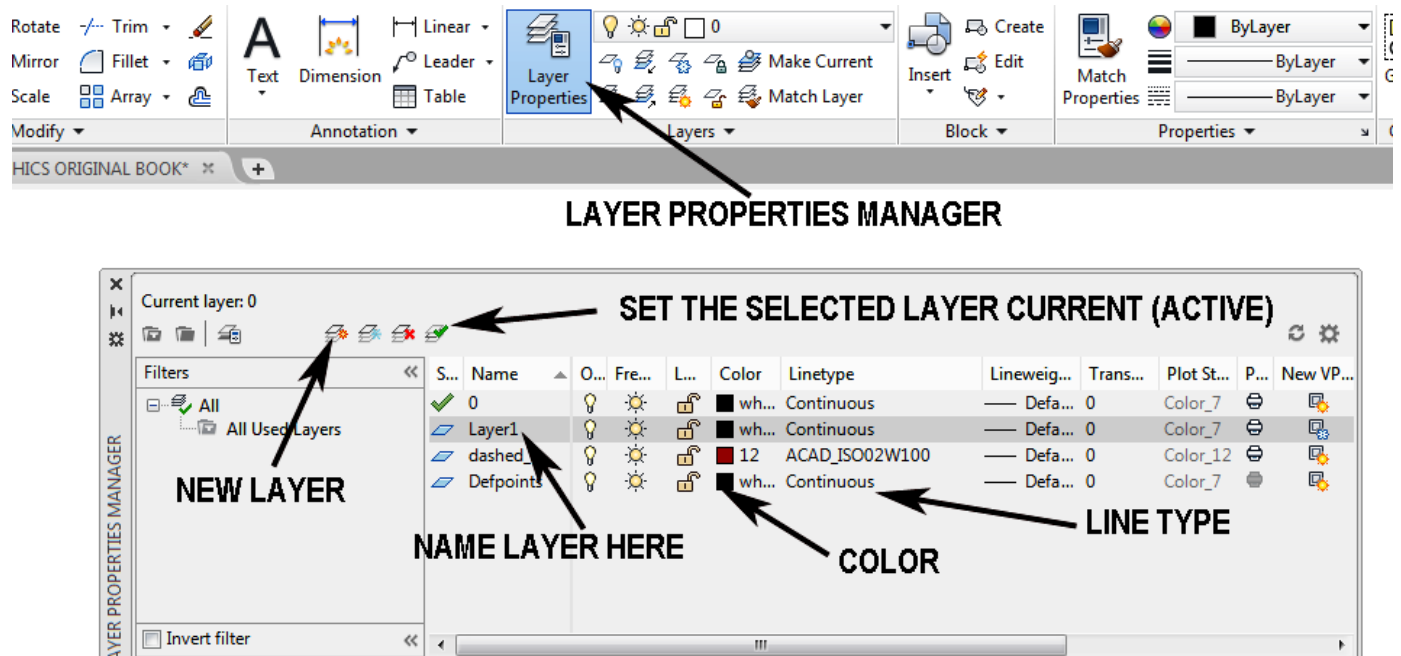 Rotate Trim Linear 0 Create ByLayer
Mirror Fillet Text Dimension Leader Layer Properties Make Current Insert Edit Match Properties ByLayer
Scale Array Table Match Layer ByLayer
Modify Annotation Layers Block Properties
HICS ORIGINAL BOOK*
LAYER PROPERTIES MANAGER
Current layer: 0
SET THE SELECTED LAYER CURRENT (ACTIVE)
Filters S... Name O... Fre... L... Color Linetype Lineweig... Trans... Plot St... P... New VP...
All 0 wh... Continuous Defa... 0 Color_7
All Used Layers Layer1 wh... Continuous Defa... 0 Color_7
dashed_ 12 ACAD_ISO02W100 Defa... 0 Color_12
Defpoints wh... Continuous Defa... 0 Color_7
NEW LAYER
LINE TYPE
NAME LAYER HERE
COLOR
AYER PROPERTIES MANAGER
Invert filter